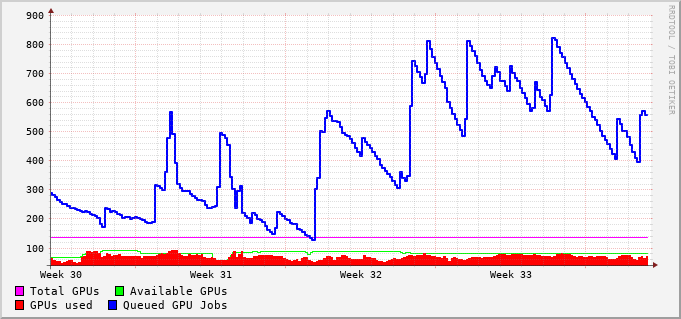 900
800
700
600
500
400
300
200
100
Week 30 Week 31 Week 32 Week 33
Total GPUs Available GPUs
GPUs used Queued GPU Jobs
RRDTOOL / TOBI OETIKER